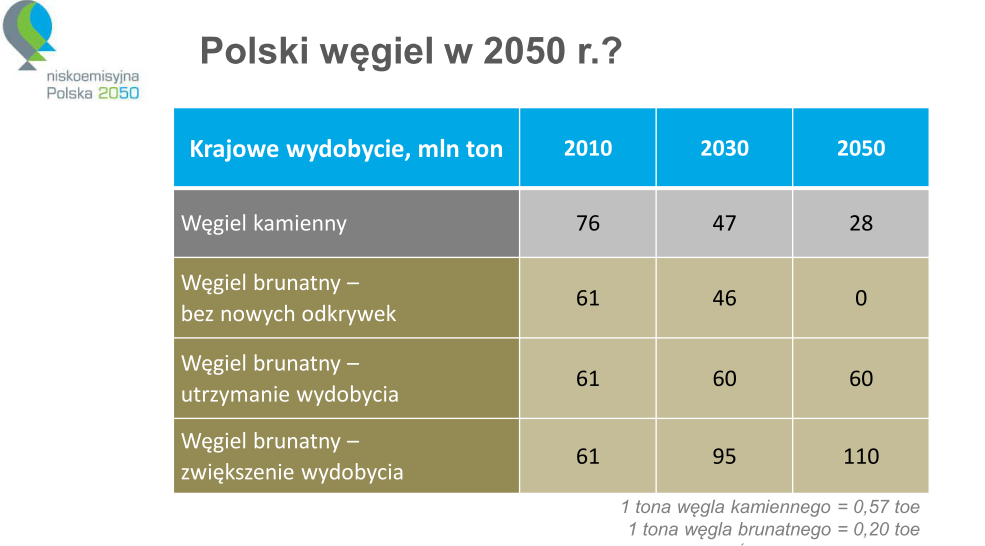 niskoemisyjna
Polska 2050
Polski węgiel w 2050 r.?
Krajowe wydobycie, mln ton 2010 2030 2050
Węgiel kamienny 76 47 28
Węgiel brunatny –
bez nowych odkrywek 61 46 0
Węgiel brunatny –
utrzymanie wydobycia 61 60 60
Węgiel brunatny –
zwiększenie wydobycia 61 95 110
1 tona węgla kamiennego = 0,57 toe
1 tona węgla brunatnego = 0,20 toe